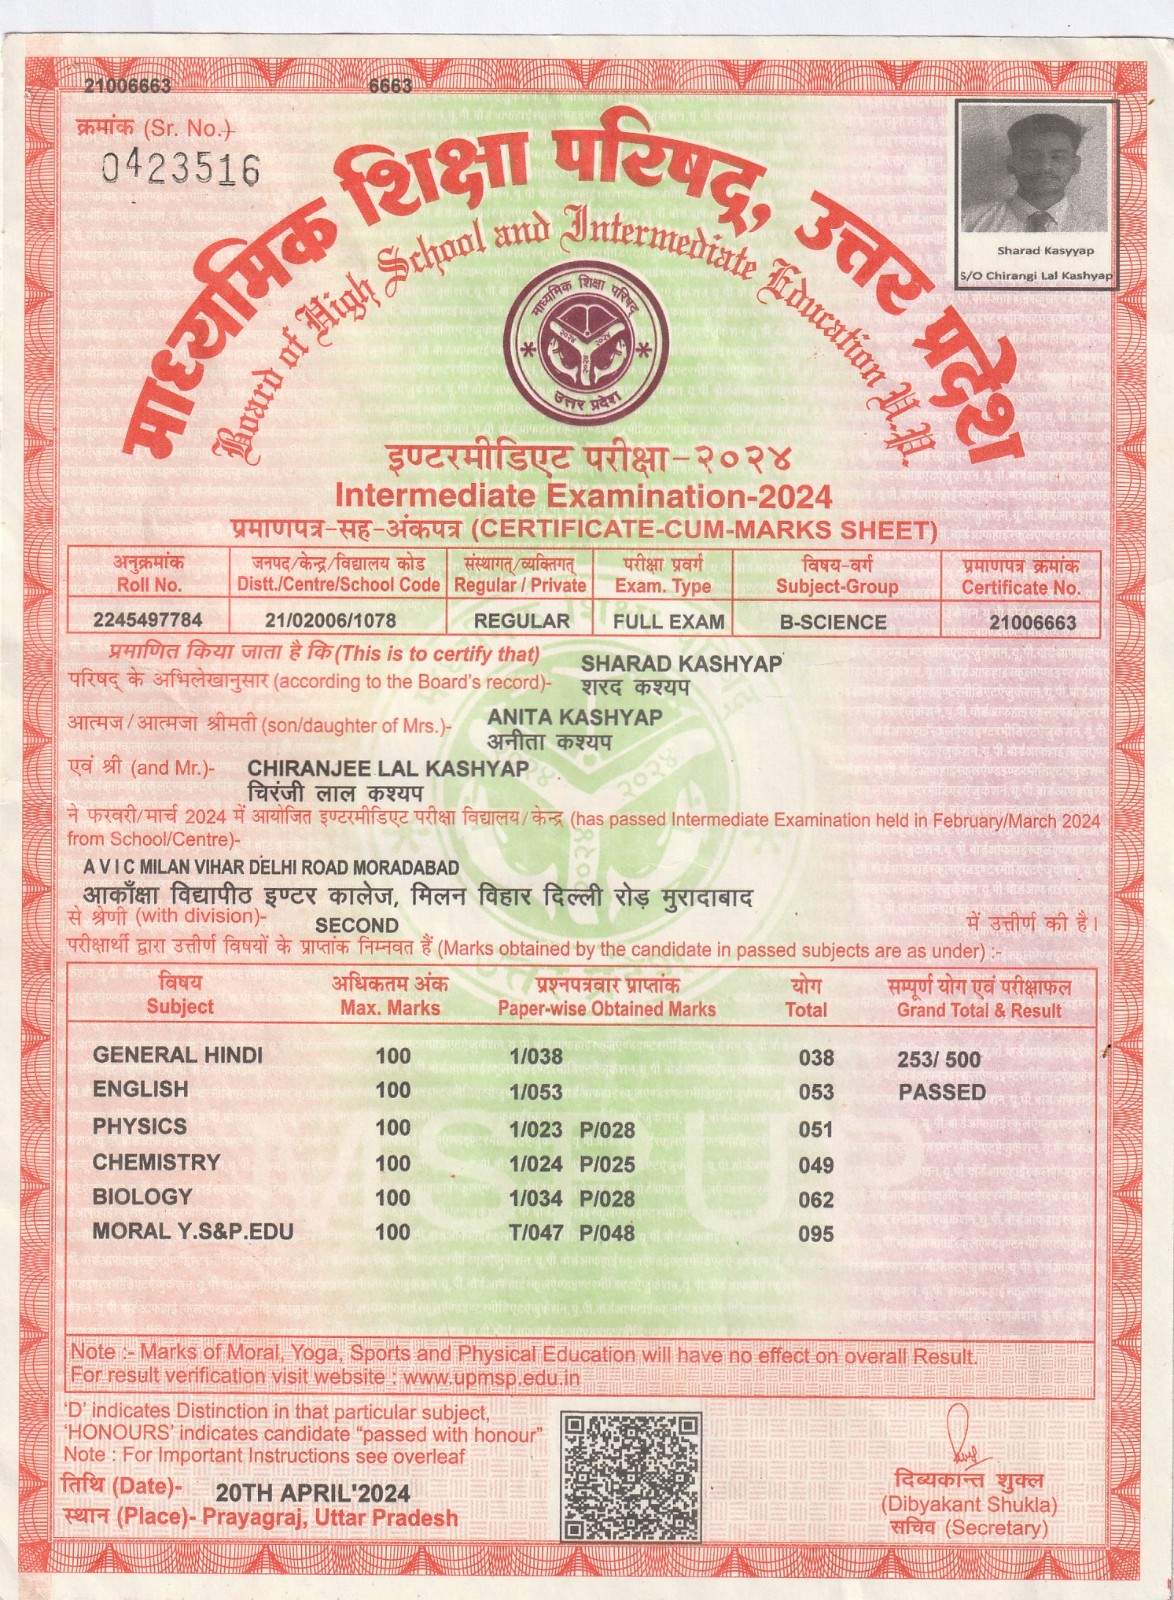 21006663 6663
क्रमांक (Sr. No.)-
0423516
Sharad Kasyyap
S/O Chirangi Lal Kashyap
माध्यमिक शिक्षा परिषद्, उत्तर प्रदेश
Board of High School and Intermediate Education U.P.
माध्यमिक शिक्षा परिषद्
उत्तर प्रदेश
इण्टरमीडिएट परीक्षा-२०२४
Intermediate Examination-2024
प्रमाणपत्र-सह-अंकपत्र (CERTIFICATE-CUM-MARKS SHEET)
अनुक्रमांक जनपद/केन्द्र/विद्यालय कोड संस्थागत/व्यक्तिगत् परीक्षा प्रवर्ग विषय-वर्ग प्रमाणपत्र क्रमांक
Roll No. Distt./Centre/School Code Regular / Private Exam. Type Subject-Group Certificate No.
2245497784 21/02006/1078 REGULAR FULL EXAM B-SCIENCE 21006663
प्रमाणित किया जाता है कि (This is to certify that) SHARAD KASHYAP
परिषद् के अभिलेखानुसार (according to the Board's record)- शरद कश्यप
आत्मज/आत्मजा श्रीमती (son/daughter of Mrs.)- ANITA KASHYAP
अनीता कश्यप
एवं श्री (and Mr.)- CHIRANJEE LAL KASHYAP
चिरंजी लाल कश्यप
ने फरवरी/मार्च 2024 में आयोजित इण्टरमीडिएट परीक्षा विद्यालय/केन्द्र (has passed Intermediate Examination held in February/March 2024
from School/Centre)-
A V I C MILAN VIHAR DELHI ROAD MORADABAD
आकाँक्षा विद्यापीठ इण्टर कालेज, मिलन विहार दिल्ली रोड़ मुरादाबाद
से श्रेणी (with division)- SECOND में उत्तीर्ण की है।
परीक्षार्थी द्वारा उत्तीर्ण विषयों के प्राप्तांक निम्नवत हैं (Marks obtained by the candidate in passed subjects are as under) :-
विषय अधिकतम अंक प्रश्नपत्रवार प्राप्तांक योग सम्पूर्ण योग एवं परीक्षाफल
Subject Max. Marks Paper-wise Obtained Marks Total Grand Total & Result
GENERAL HINDI 100 1/038 038 253/ 500
ENGLISH 100 1/053 053 PASSED
PHYSICS 100 1/023 P/028 051
CHEMISTRY 100 1/024 P/025 049
BIOLOGY 100 1/034 P/028 062
MORAL Y.S&P.EDU 100 T/047 P/048 095
Note :- Marks of Moral, Yoga, Sports and Physical Education will have no effect on overall Result.
For result verification visit website : www.upmsp.edu.in
'D' indicates Distinction in that particular subject,
'HONOURS' indicates candidate "passed with honour"
Note : For Important Instructions see overleaf
तिथि (Date)- 20TH APRIL'2024
स्थान (Place)- Prayagraj, Uttar Pradesh
दिब्यकान्त शुक्ल
(Dibyakant Shukla)
सचिव (Secretary)